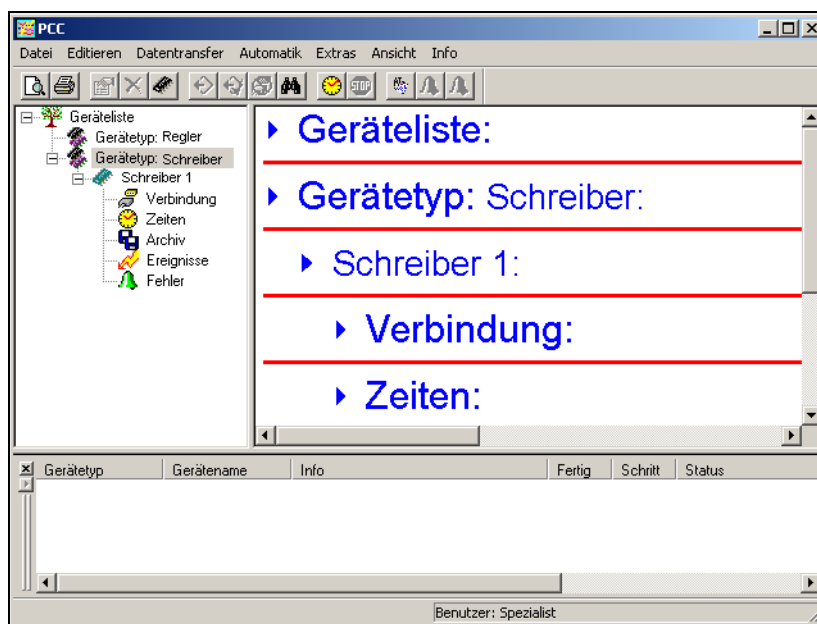 PCC
Datei Editieren Datentransfer Automatik Extras Ansicht Info
STOP
Geräteliste
Gerätetyp: Regler
Gerätetyp: Schreiber
Schreiber 1
Verbindung
Zeiten
Archiv
Ereignisse
Fehler
Geräteliste:
Gerätetyp: Schreiber:
Schreiber 1:
Verbindung:
Zeiten:
Gerätetyp Gerätename Info Fertig Schritt Status
Benutzer: Spezialist